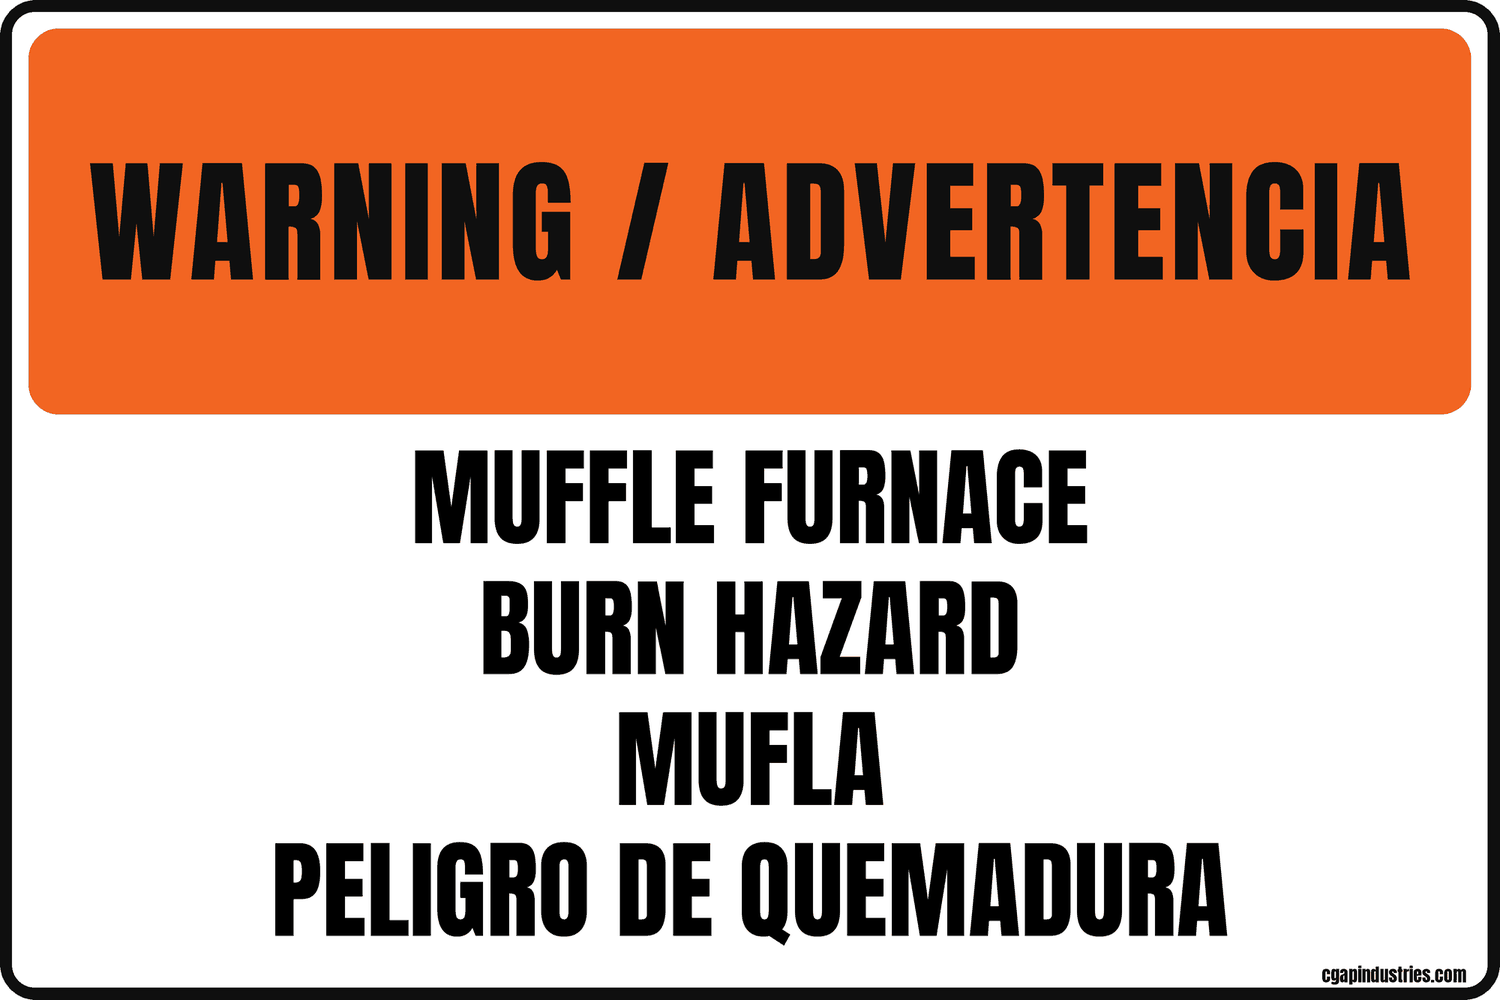 WARNING / ADVERTENCIA
MUFFLE FURNACE
BURN HAZARD
MUFLA
PELIGRO DE QUEMADURA
cgapindustries.com